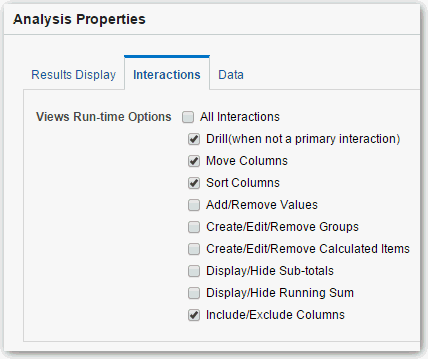 Analysis Properties
Results Display Interactions Data
Views Run-time Options All Interactions
Drill(when not a primary interaction)
Move Columns
Sort Columns
Add/Remove Values
Create/Edit/Remove Groups
Create/Edit/Remove Calculated Items
Display/Hide Sub-totals
Display/Hide Running Sum
Include/Exclude Columns